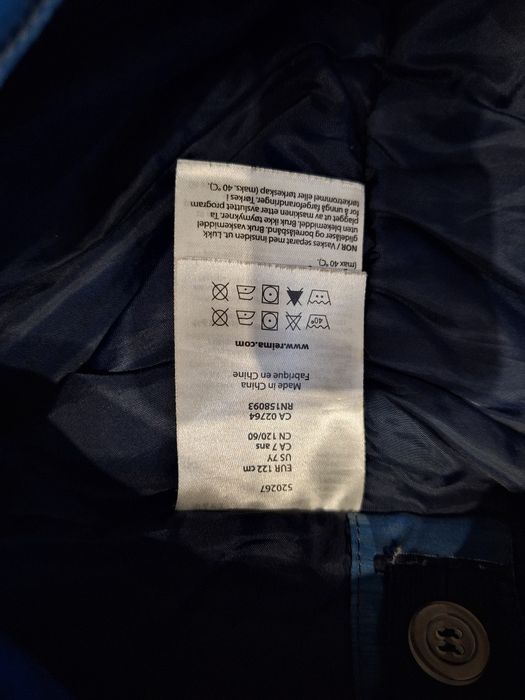 520267
EUR 122 cm
US 7Y
CA 7 ans
CN 120/60
CA 02764
RN158093
Made in China
Fabrique en Chine
www.reima.com
40°
(max 40 °C).
NOR / Vaskes separat med innsiden ut. Lukk
glidelåser og borrelåsbånd. Bruk vaskemiddel
uten blekemiddel. Bruk ikke tøymykner. Ta
plagget ut av maskinen etter avsluttet program
for å unngå fargeforandringer. Tørkes i
tørketrommel eller tørkeskap (maks. 40 °C).